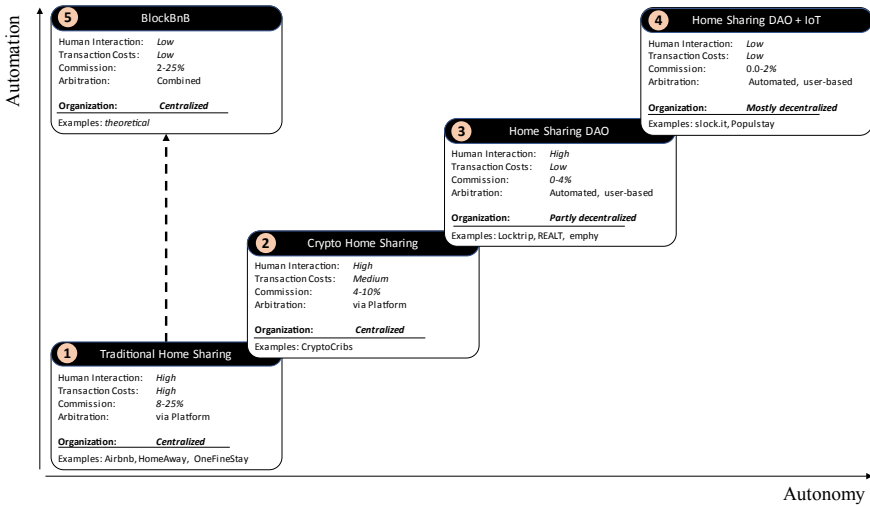 Automation
5 BlockBnB
Human Interaction: Low
Transaction Costs: Low
Commission: 2-25%
Arbitration: Combined
Organization: Centralized
Examples: theoretical
4 Home Sharing DAO + IoT
Human Interaction: Low
Transaction Costs: Low
Commission: 0.0-2%
Arbitration: Automated, user-based
Organization: Mostly decentralized
Examples: slock.it, Populstay
3 Home Sharing DAO
Human Interaction: High
Transaction Costs: Low
Commission: 0-4%
Arbitration: Automated, user-based
Organization: Partly decentralized
Examples: Locktrip, REALT, emphy
2 Crypto Home Sharing
Human Interaction: High
Transaction Costs: Medium
Commission: 4-10%
Arbitration: via Platform
Organization: Centralized
Examples: CryptoCribs
1 Traditional Home Sharing
Human Interaction: High
Transaction Costs: High
Commission: 8-25%
Arbitration: via Platform
Organization: Centralized
Examples: Airbnb, HomeAway, OneFineStay
Autonomy